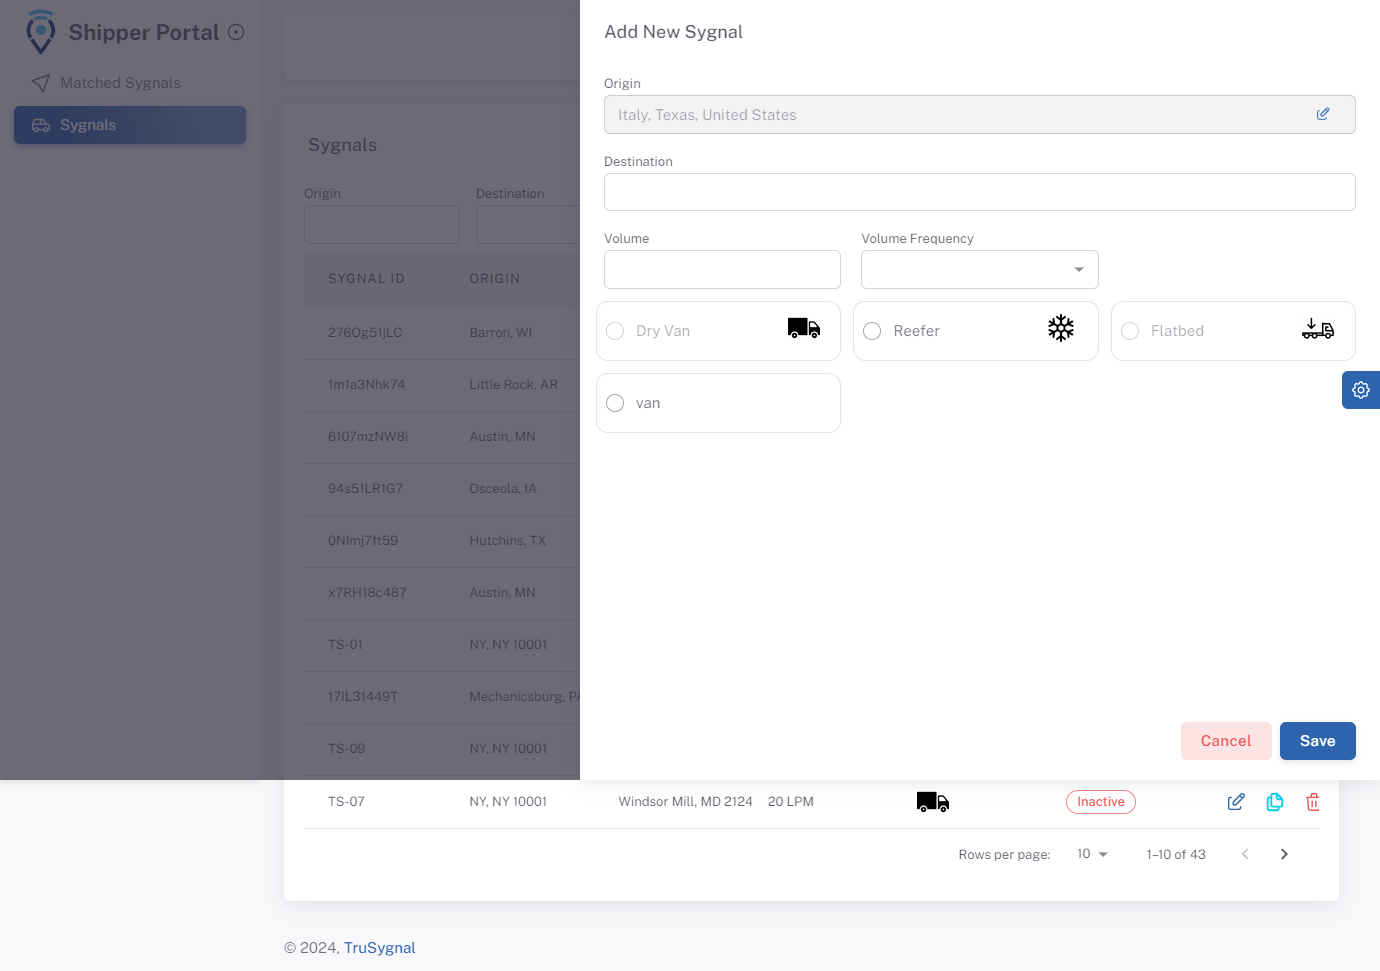 Shipper Portal
Matched Sygnals
Sygnals
Sygnals
Origin
Destination
SYGNAL ID ORIGIN
276Og51jLC Barron, WI
1m1a3Nhk74 Little Rock, AR
6107mzNW8i Austin, MN
94s51LR1G7 Osceola, IA
0NImj7ft59 Hutchins, TX
x7RH18c487 Austin, MN
TS-01 NY, NY 10001
17IL31449T Mechanicsburg, PA
TS-09 NY, NY 10001
TS-07 NY, NY 10001 Windsor Mill, MD 2124 20 LPM Inactive
Rows per page: 10 1–10 of 43
© 2024, TruSygnal
Add New Sygnal
Origin
Italy, Texas, United States
Destination
Volume
Volume Frequency
Dry Van
Reefer
Flatbed
van
Cancel
Save